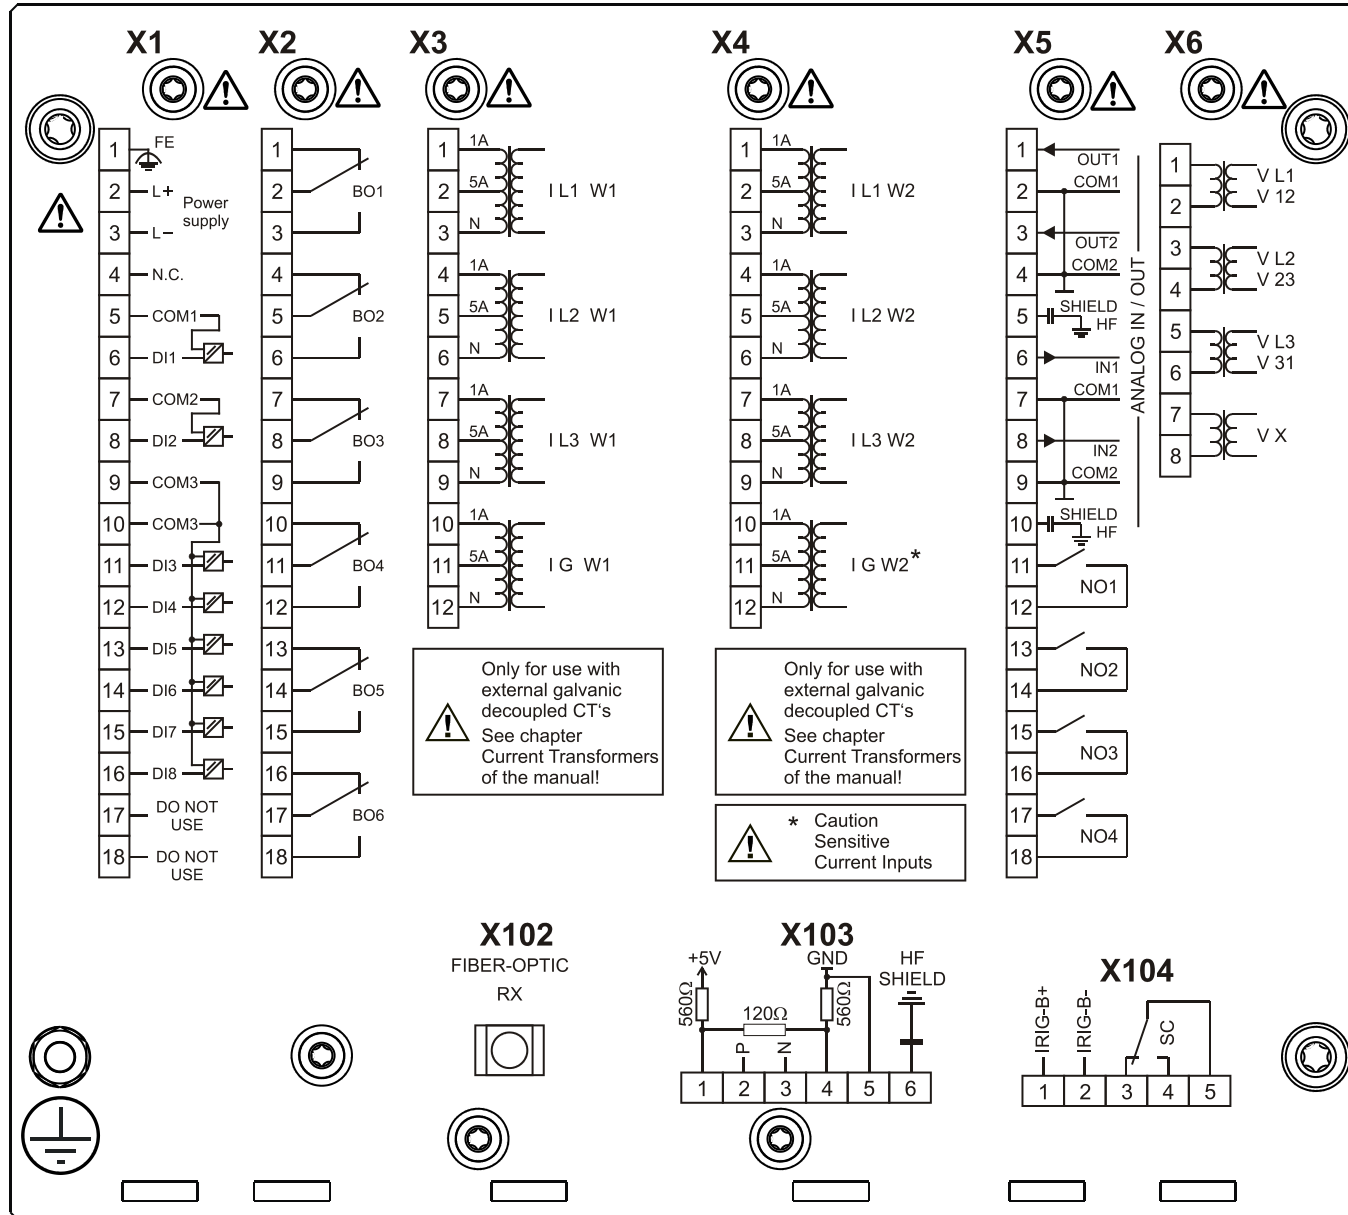 X1
1 FE
2 L+ Power
supply
3 L–
4 N.C.
5 COM1
6 DI1
7 COM2
8 DI2
9 COM3
10 COM3
11 DI3
12 DI4
13 DI5
14 DI6
15 DI7
16 DI8
17 DO NOT
USE
18 DO NOT
USE
X2
1
2 BO1
3
4
5 BO2
6
7
8 BO3
9
10
11 BO4
12
13
14 BO5
15
16
17 BO6
18
X3
1 1A
2 5A I L1 W1
3 N
4 1A
5 5A I L2 W1
6 N
7 1A
8 5A I L3 W1
9 N
10 1A
11 5A I G W1
12 N
Only for use with
external galvanic
decoupled CT‘s
See chapter
Current Transformers
of the manual!
X4
1 1A
2 5A I L1 W2
3 N
4 1A
5 5A I L2 W2
6 N
7 1A
8 5A I L3 W2
9 N
10 1A
11 5A I G W2*
12 N
Only for use with
external galvanic
decoupled CT‘s
See chapter
Current Transformers
of the manual!
* Caution
Sensitive
Current Inputs
X5
1 OUT1
2 COM1
3 OUT2
4 COM2
5 SHIELD
HF
6 IN1
7 COM1
8 IN2
9 COM2
10 SHIELD
HF
ANALOG IN / OUT
11
NO1
12
13
NO2
14
15
NO3
16
17
NO4
18
X6
1 V L1
2 V 12
3 V L2
4 V 23
5 V L3
6 V 31
7
V X
8
X102
FIBER-OPTIC
RX
X103
+5V GND HF
SHIELD
560Ω 120Ω 560Ω
P N
1 2 3 4 5 6
X104
IRIG-B+ IRIG-B- SC
1 2 3 4 5